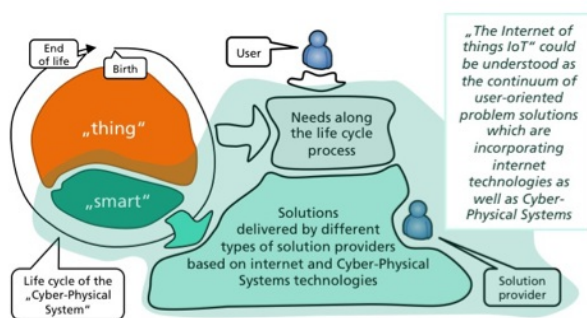 End
of life
Birth
User
„thing“
„smart“
Needs along
the life cycle
process
Solutions
delivered by different
types of solution providers
based on internet and Cyber-Physical
Systems technologies
Life cycle of the
„Cyber-Physical
System“
Solution
provider
„The Internet of
things IoT“ could
be understood as
the continuum of
user-oriented
problem solutions
which are
incorporating
internet
technologies as
well as Cyber-
Physical Systems